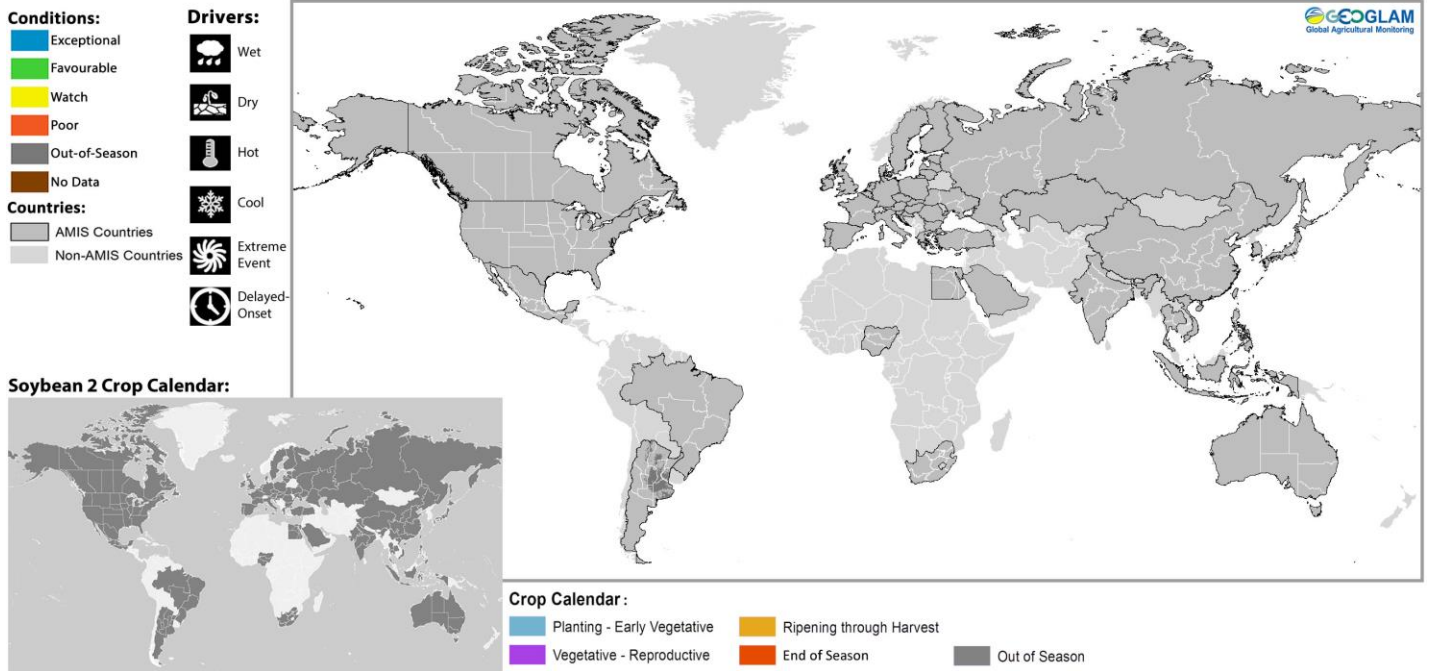 Conditions:
Exceptional
Favourable
Watch
Poor
Out-of-Season
No Data
Countries:
AMIS Countries
Non-AMIS Countries
Drivers:
Wet
Dry
Hot
Cool
Extreme
Event
Delayed-
Onset
GEOGLAM
Global Agricultural Monitoring
Soybean 2 Crop Calendar:
Crop Calendar :
Planting - Early Vegetative
Ripening through Harvest
Vegetative - Reproductive
End of Season
Out of Season